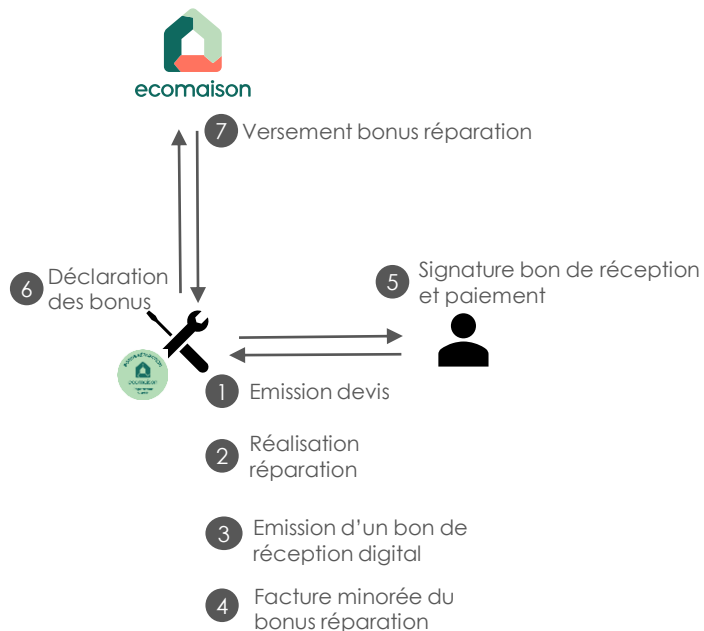 ecomaison
7 Versement bonus réparation
6 Déclaration
des bonus
5 Signature bon de réception
et paiement
ecomaison
1 Emission devis
2 Réalisation
réparation
3 Emission d'un bon de
réception digital
4 Facture minorée du
bonus réparation